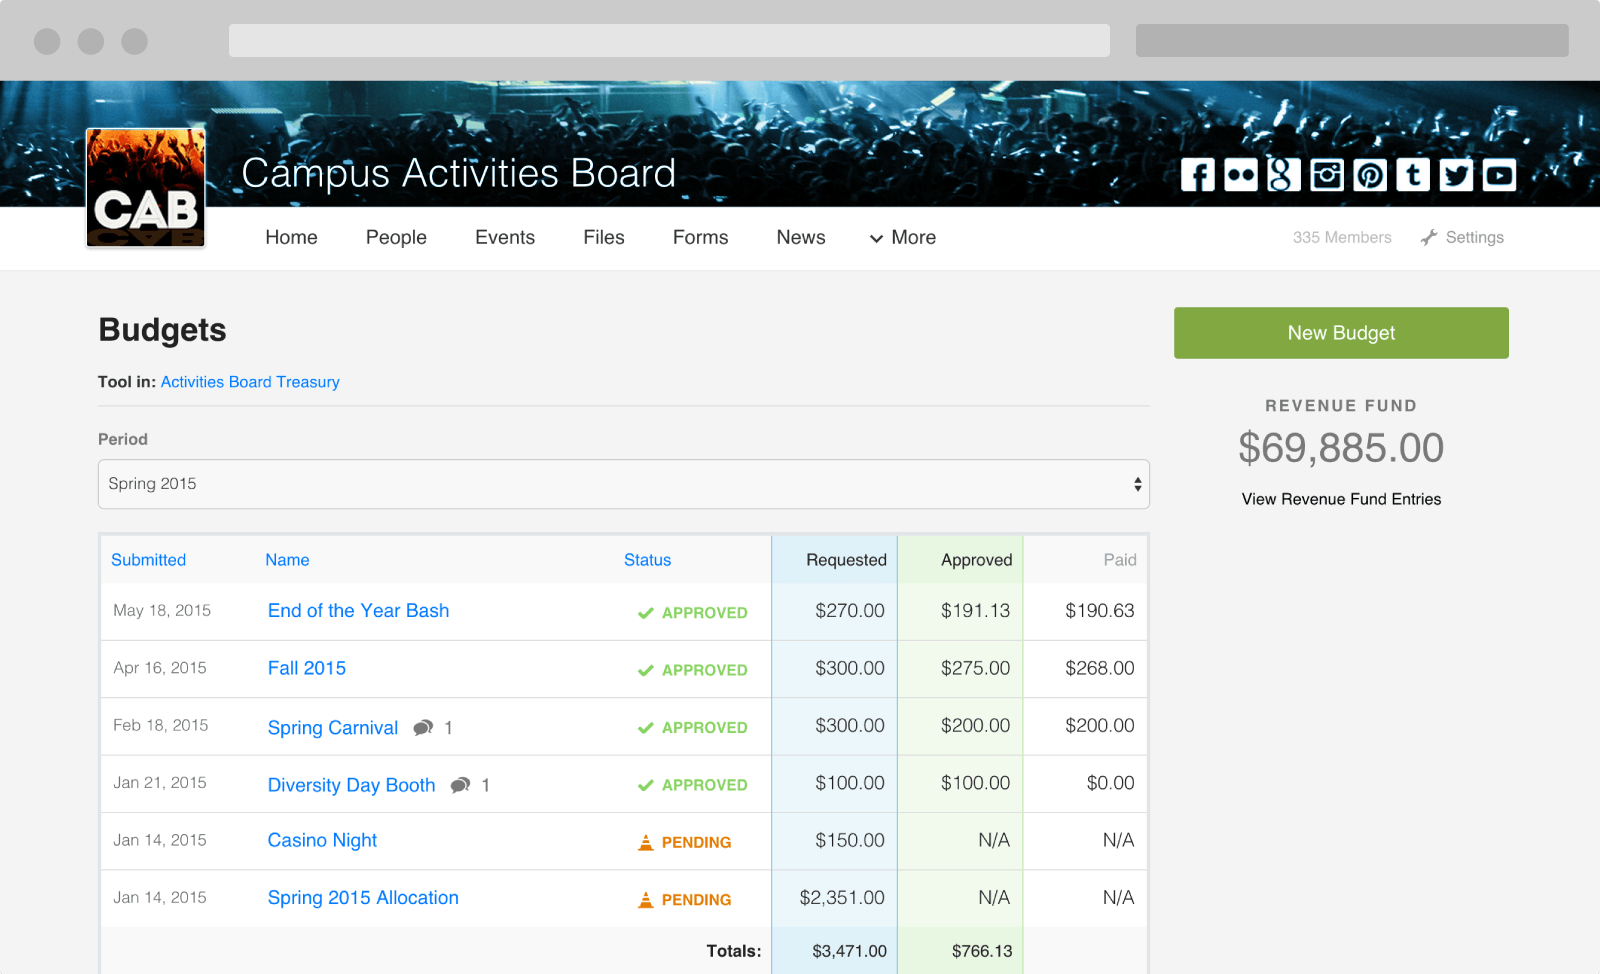 Campus Activities Board
CAB
Home People Events Files Forms News More 335 Members Settings
Budgets
New Budget
Tool in: Activities Board Treasury
REVENUE FUND
$69,885.00
View Revenue Fund Entries
Period
Spring 2015
Submitted Name Status Requested Approved Paid
May 18, 2015 End of the Year Bash APPROVED $270.00 $191.13 $190.63
Apr 16, 2015 Fall 2015 APPROVED $300.00 $275.00 $268.00
Feb 18, 2015 Spring Carnival 1 APPROVED $300.00 $200.00 $200.00
Jan 21, 2015 Diversity Day Booth 1 APPROVED $100.00 $100.00 $0.00
Jan 14, 2015 Casino Night PENDING $150.00 N/A N/A
Jan 14, 2015 Spring 2015 Allocation PENDING $2,351.00 N/A N/A
Totals: $3,471.00 $766.13